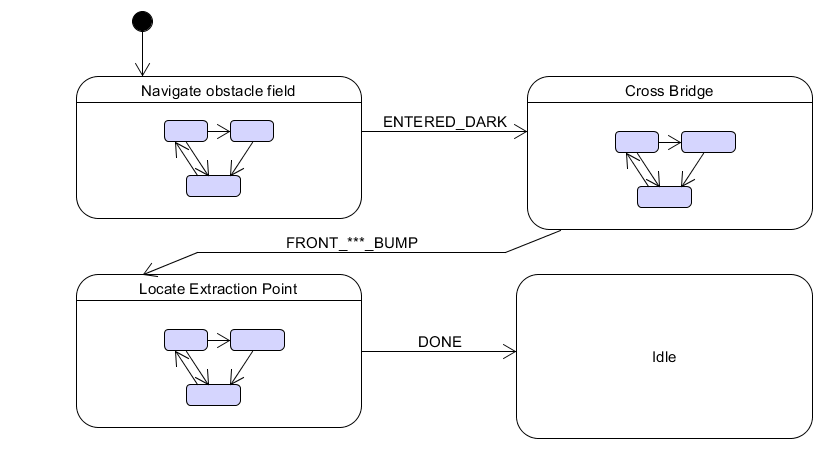 Navigate obstacle field
Cross Bridge
ENTERED_DARK
FRONT_***_BUMP
Locate Extraction Point
DONE
Idle